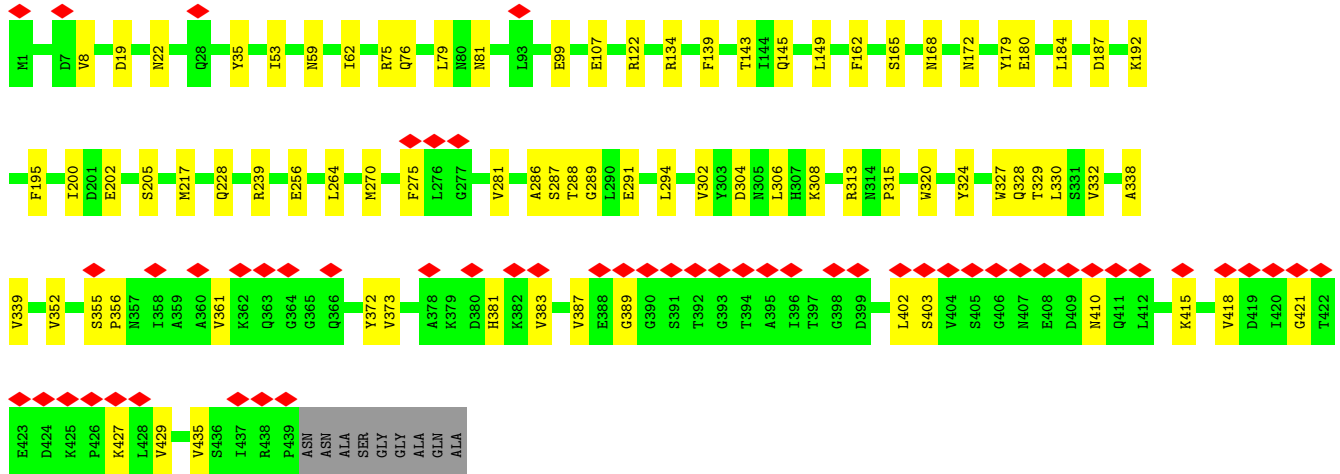 M1 D7 V8 D19 N22 Q28 Y35 I53 N59 I62 R75 Q76 L79 N80 N81 L93 E99 E107 R122 R134 F139 T143 I144 Q145 L149 F162 S165 N168 N172 Y179 E180 L184 D187 K192
F195 I200 D201 E202 S205 M217 Q228 R239 E256 L264 M270 F275 L276 G277 V281 A286 S287 T288 G289 L290 E291 L294 V302 Y303 D304 N305 L306 H307 K308 R313 N314 P315 W320 Y324 W327 Q328 T329 L330 S331 V332 A338
V339 V352 S355 P356 N357 I358 A359 A360 V361 K362 Q363 G364 G365 Q366 Y372 V373 A378 K379 D380 H381 K382 V383 V387 E388 G389 G390 S391 T392 G393 T394 A395 I396 T397 G398 D399 L402 S403 V404 S405 G406 N407 E408 D409 N410 Q411 L412 K415 V418 D419 I420 G421 T422
E423 D424 K425 P426 K427 L428 V429 V435 S436 I437 R438 P439 ASN ASN ALA SER GLY GLY ALA GLN ALA